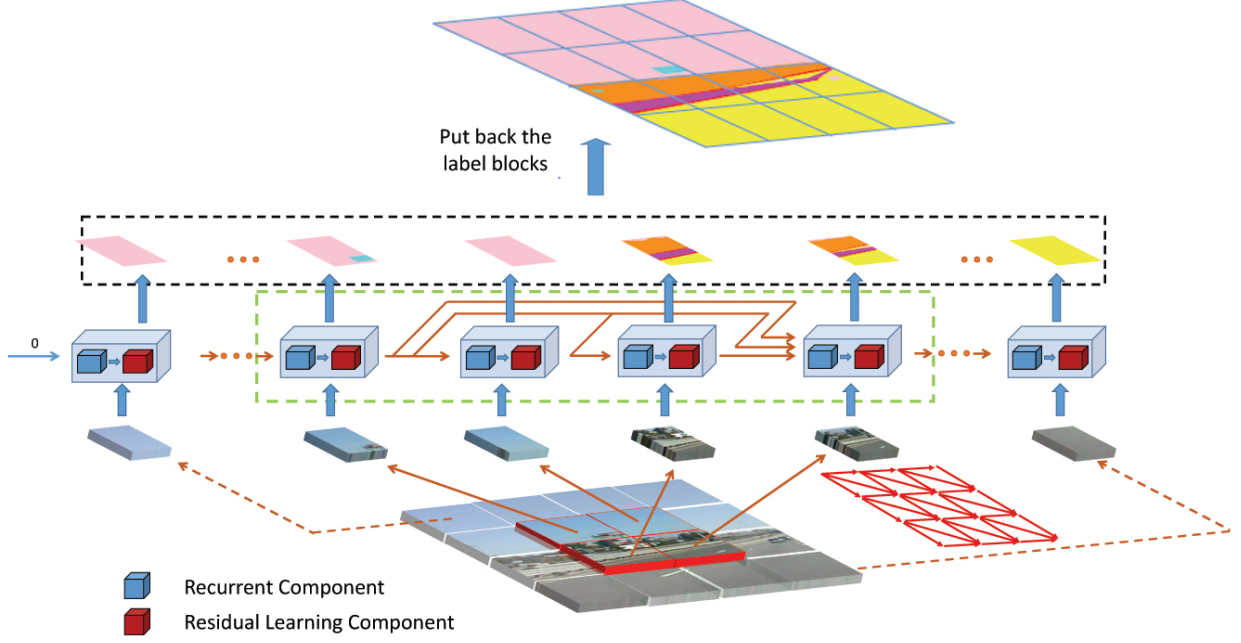 Put back the
label blocks
0
Recurrent Component
Residual Learning Component